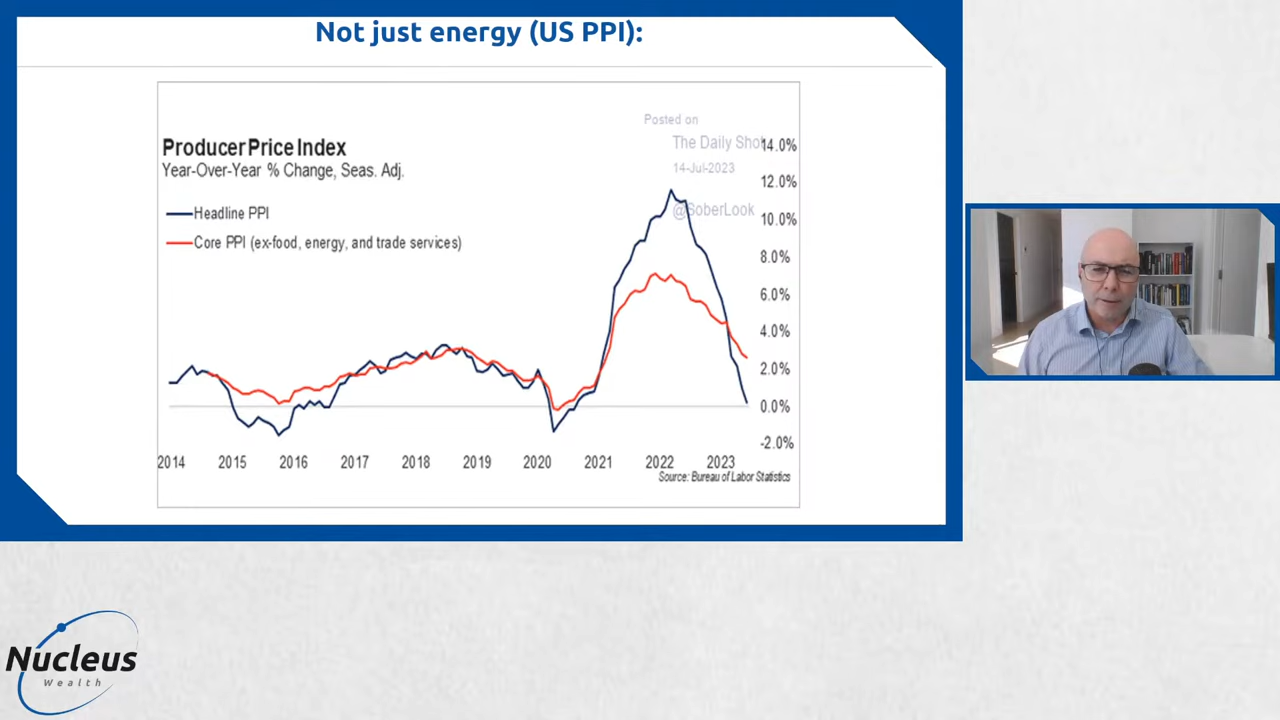 Not just energy (US PPI):
Posted on
The Daily Shot
14-Jul-2023
@SoberLook
Producer Price Index
Year-Over-Year % Change, Seas. Adj.
Headline PPI
Core PPI (ex-food, energy, and trade services)
14.0%
12.0%
10.0%
8.0%
6.0%
4.0%
2.0%
0.0%
-2.0%
2014 2015 2016 2017 2018 2019 2020 2021 2022 2023
Source: Bureau of Labor Statistics
Nucleus
Wealth